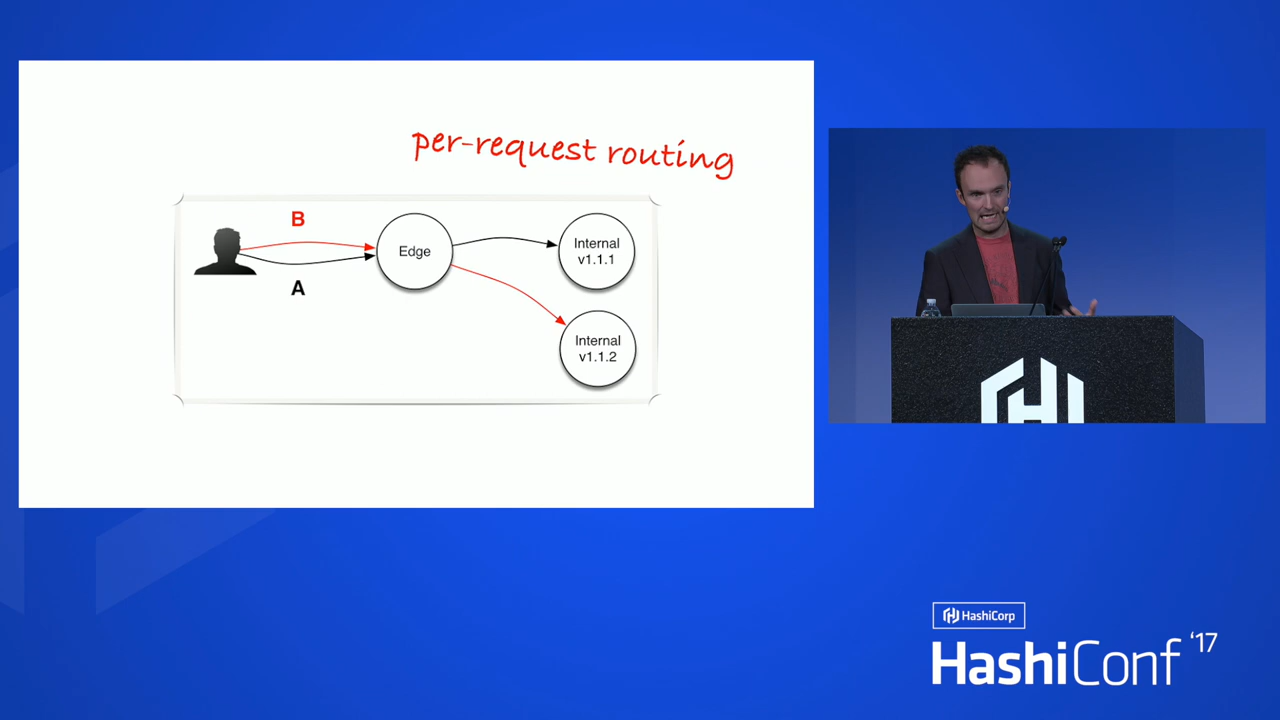 per-request routing
B
A
Edge
Internal
v1.1.1
Internal
v1.1.2
HashiCorp
HashiConf '17